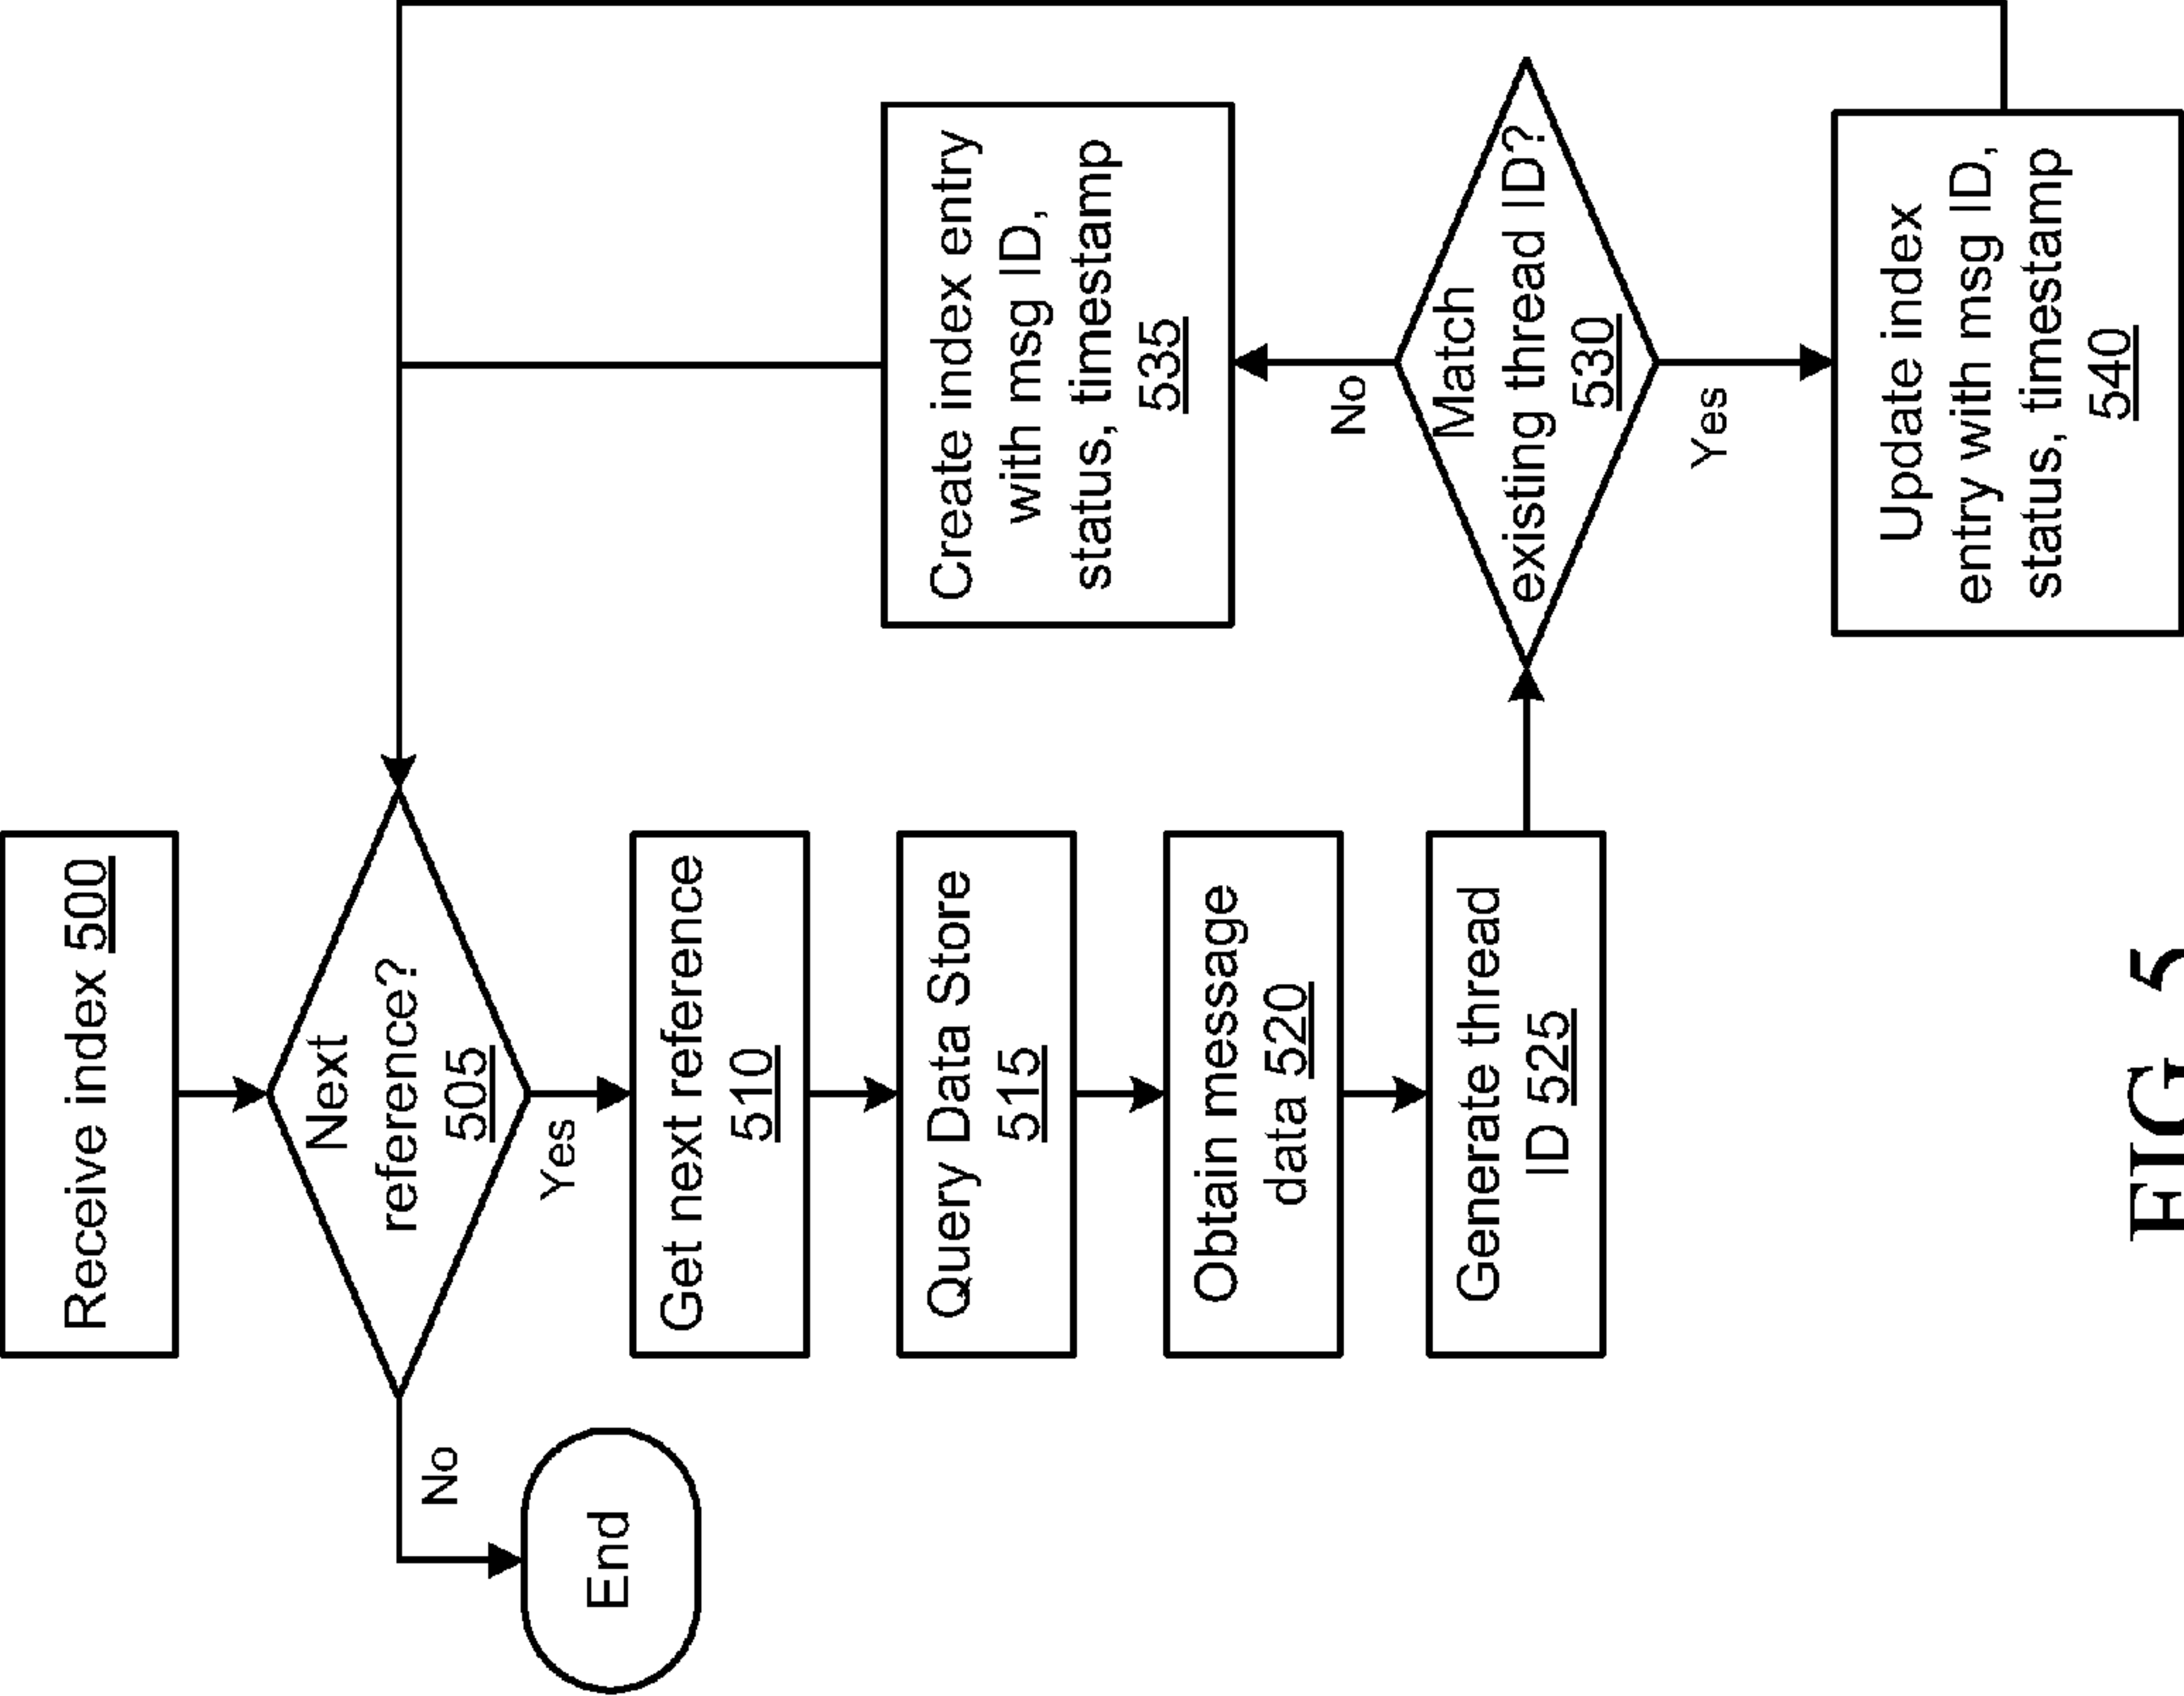 Receive index 500
Next
reference?
505
No
End
Yes
Get next reference
510
Query Data Store
515
Obtain message
data 520
Generate thread
ID 525
Match
existing thread ID?
530
No
Create index entry
with msg ID,
status, timestamp
535
Yes
Update index
entry with msg ID,
status, timestamp
540
FIG. 5